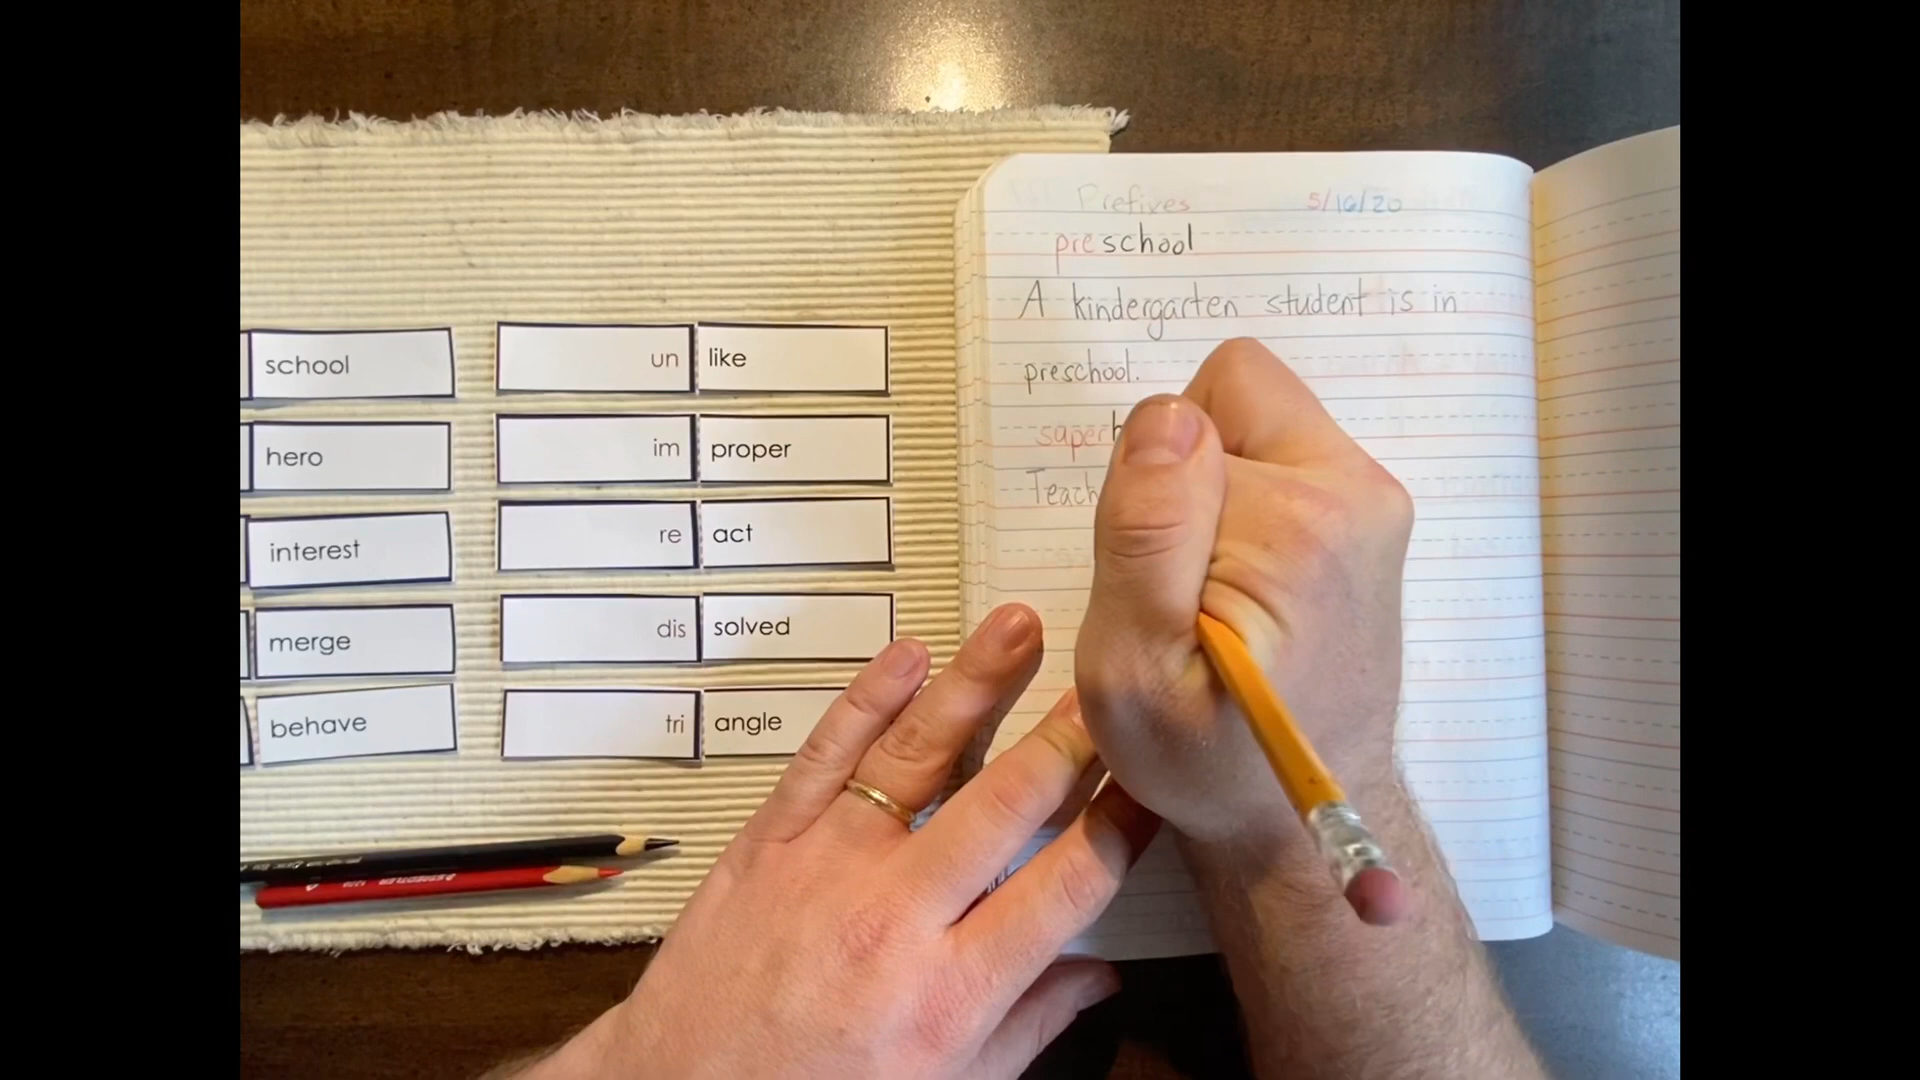 Prefixes 5/16/20
preschool
A kindergarten student is in
preschool.
superh
Teach
school
hero
interest
merge
behave
un like
im proper
re act
dis solved
tri angle